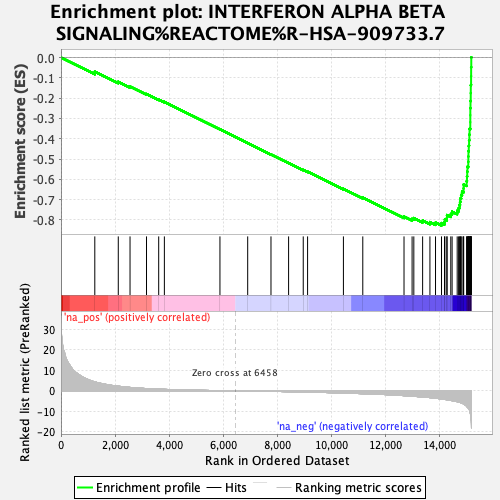 Enrichment plot: INTERFERON ALPHA BETA
SIGNALING%REACTOME%R-HSA-909733.7
Enrichment score (ES)
0.0
-0.1
-0.2
-0.3
-0.4
-0.5
-0.6
-0.7
-0.8
'na_pos' (positively correlated)
Ranked list metric (PreRanked)
30
20
10
0
-10
-20
Zero cross at 6458
'na_neg' (negatively correlated)
0
2,000
4,000
6,000
8,000
10,000
12,000
14,000
Rank in Ordered Dataset
Enrichment profile
Hits
Ranking metric scores